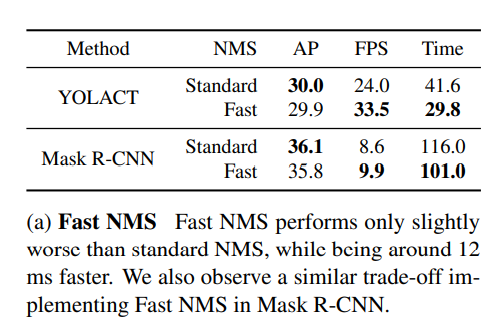 Method NMS AP FPS Time
YOLACT Standard 30.0 24.0 41.6
Fast 29.9 33.5 29.8
Mask R-CNN Standard 36.1 8.6 116.0
Fast 35.8 9.9 101.0
(a) Fast NMS Fast NMS performs only slightly
worse than standard NMS, while being around 12
ms faster. We also observe a similar trade-off im-
plementing Fast NMS in Mask R-CNN.